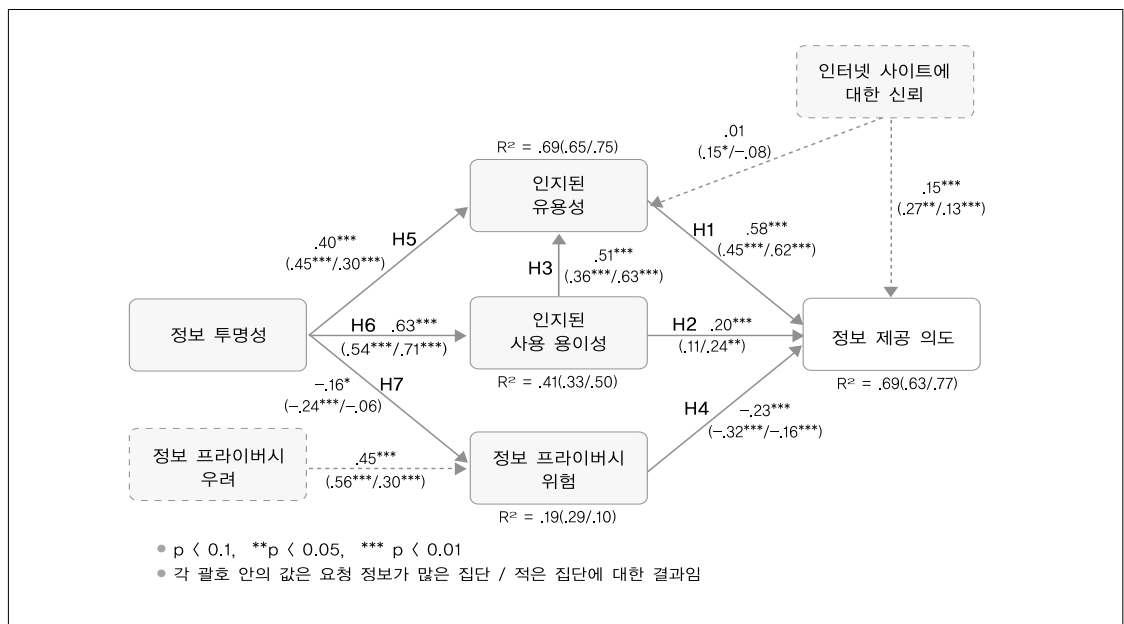 인터넷 사이트에
대한 신뢰
.01
(.15*/−.08)
R² = .69(.65/.75)
인지된
유용성
.15***
(.27**/.13***)
H1 .58***
(.45***/.62***)
.40*** H5
(.45***/.30***)
H3 .51***
(.36***/.63***)
정보 투명성
H6 .63***
(.54***/.71***)
인지된
사용 용이성
H2 .20***
(.11/.24**)
정보 제공 의도
R² = .41(.33/.50)
R² = .69(.63/.77)
−.16* H7
(−.24***/−.06)
H4 −.23***
(−.32***/−.16***)
정보 프라이버시
우려
.45***
(.56***/.30***)
정보 프라이버시
위험
R² = .19(.29/.10)
● p < 0.1, **p < 0.05, *** p < 0.01
● 각 괄호 안의 값은 요청 정보가 많은 집단 / 적은 집단에 대한 결과임